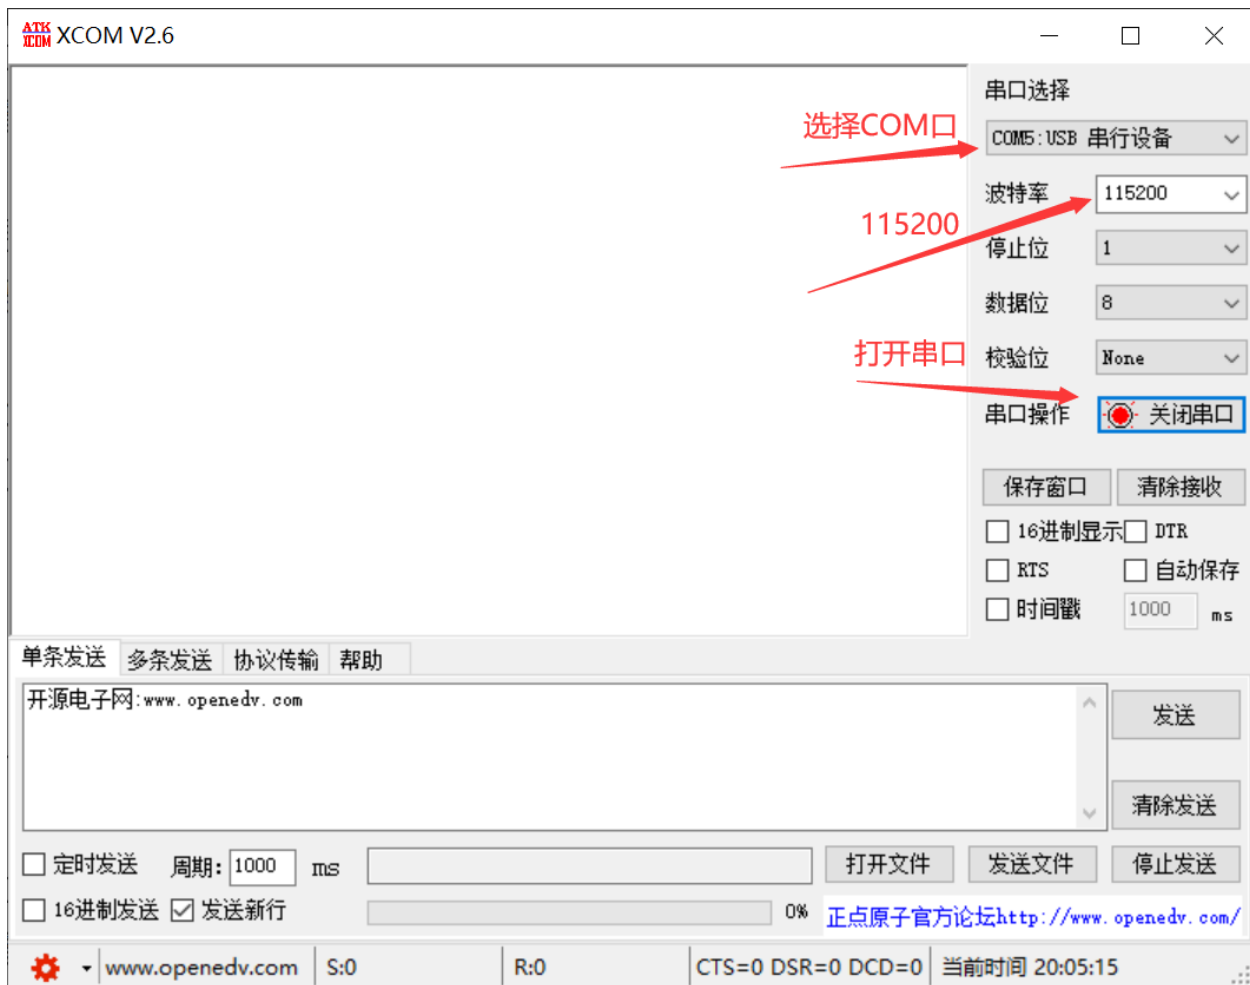 ATK XCOM XCOM V2.6
串口选择
选择COM口
COM5:USB 串行设备
波特率 115200
115200
停止位 1
数据位 8
打开串口
校验位 None
串口操作 关闭串口
保存窗口 清除接收
16进制显示 DTR
RTS 自动保存
时间戳 1000 ms
单条发送 多条发送 协议传输 帮助
开源电子网:www.openedv.com
发送
清除发送
定时发送 周期: 1000 ms 打开文件 发送文件 停止发送
16进制发送 发送新行 0% 正点原子官方论坛http://www.openedv.com/
www.openedv.com S:0 R:0 CTS=0 DSR=0 DCD=0 当前时间 20:05:15